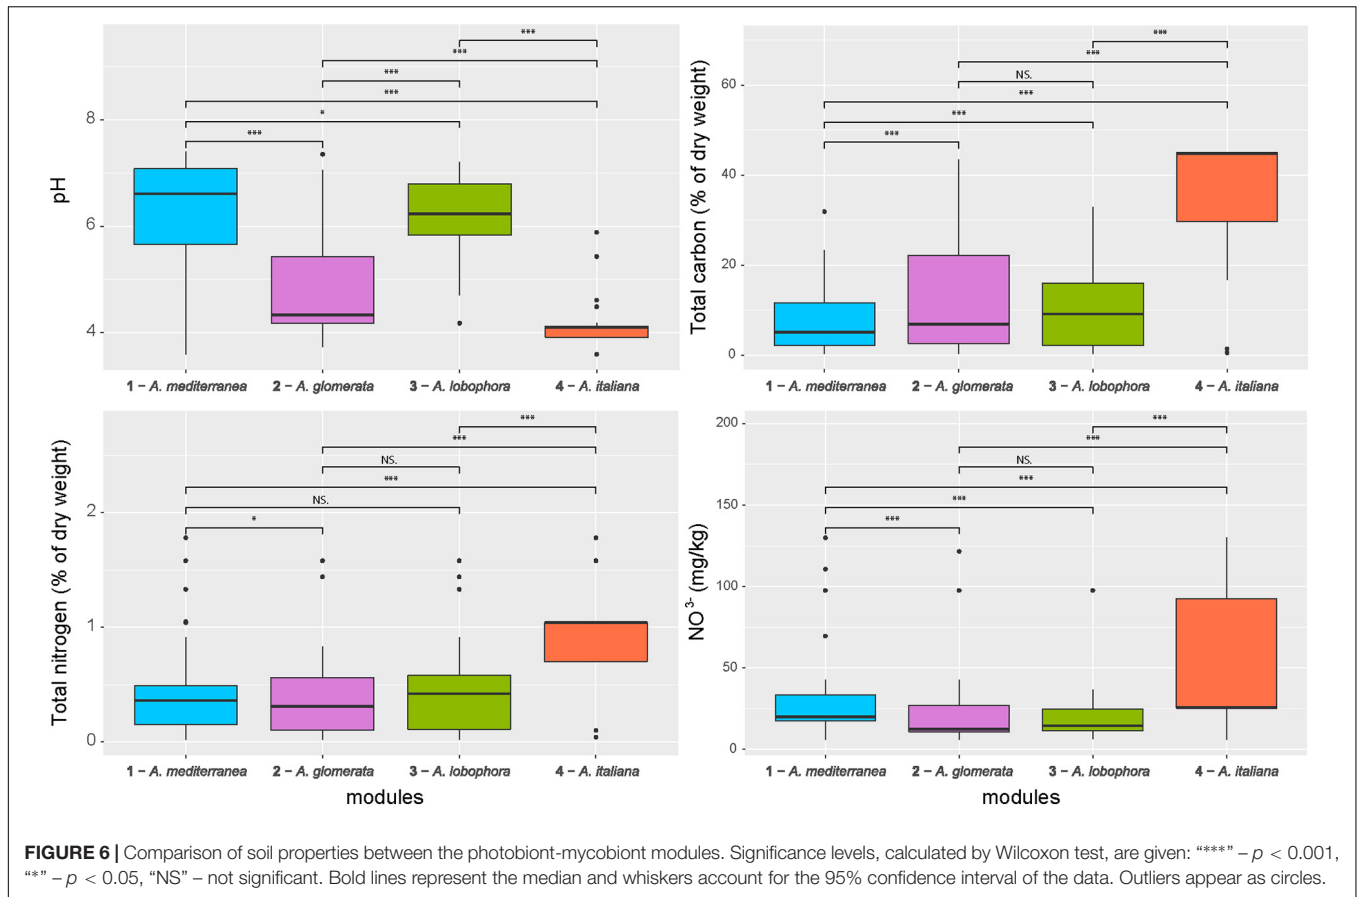 ***
***
***
***
*
***
8
6
4
pH
1 – A. mediterranea 2 – A. glomerata 3 – A. lobophora 4 – A. italiana
***
***
NS.
***
***
***
60
40
20
0
Total carbon (% of dry weight)
1 – A. mediterranea 2 – A. glomerata 3 – A. lobophora 4 – A. italiana
***
***
NS.
***
NS.
*
2
1
0
Total nitrogen (% of dry weight)
1 – A. mediterranea 2 – A. glomerata 3 – A. lobophora 4 – A. italiana
modules
***
***
NS.
***
***
***
200
150
100
50
0
NO³⁻ (mg/kg)
1 – A. mediterranea 2 – A. glomerata 3 – A. lobophora 4 – A. italiana
modules
FIGURE 6 | Comparison of soil properties between the photobiont-mycobiont modules. Significance levels, calculated by Wilcoxon test, are given: “***” – p < 0.001,
“*” – p < 0.05, “NS” – not significant. Bold lines represent the median and whiskers account for the 95% confidence interval of the data. Outliers appear as circles.